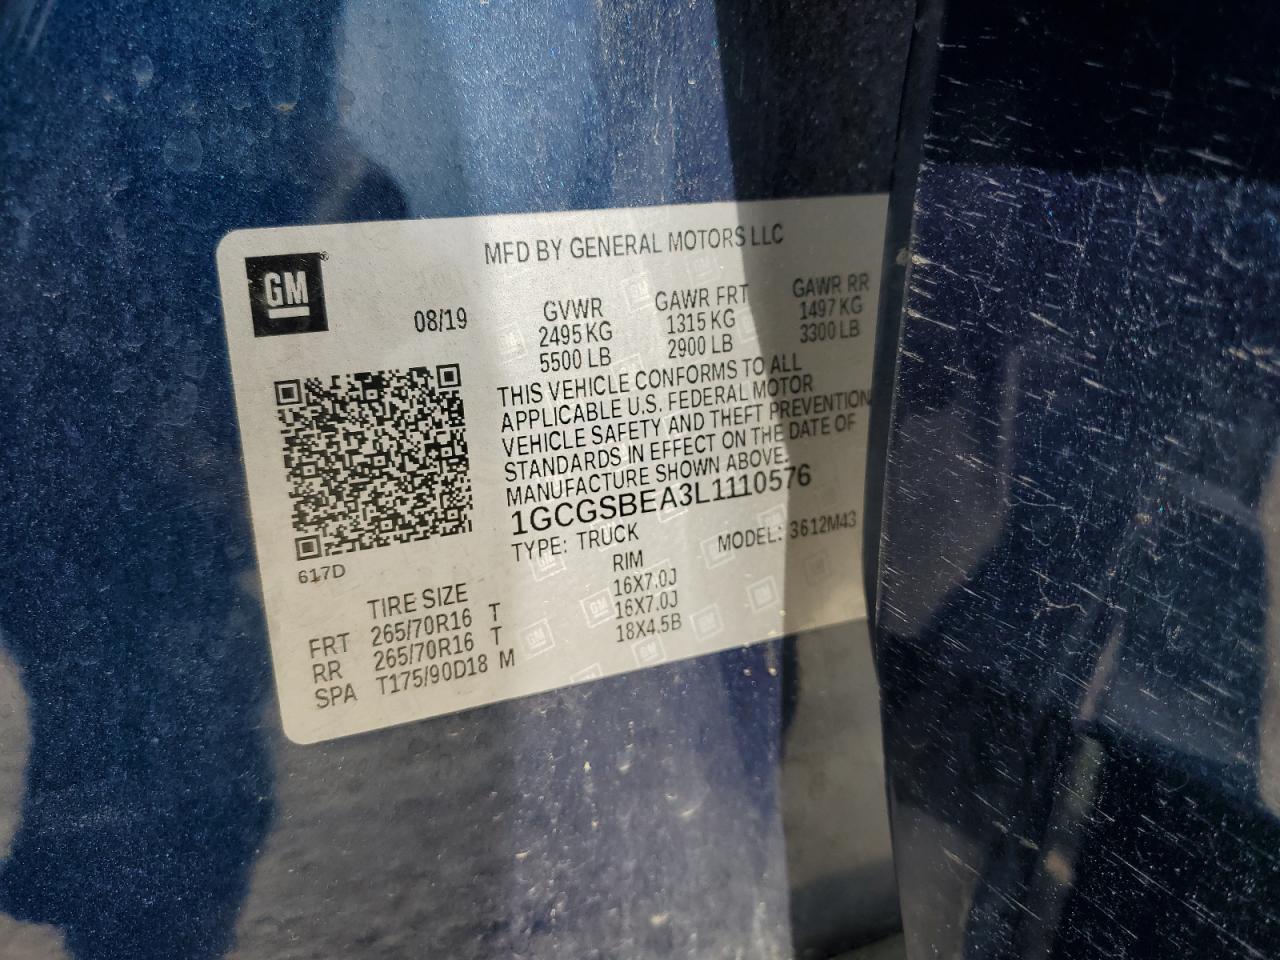 MFD BY GENERAL MOTORS LLC
GM
08/19
GVWR GAWR FRT GAWR RR
2495 KG 1315 KG 1497 KG
5500 LB 2900 LB 3300 LB
THIS VEHICLE CONFORMS TO ALL
APPLICABLE U.S. FEDERAL MOTOR
VEHICLE SAFETY AND THEFT PREVENTION
STANDARDS IN EFFECT ON THE DATE OF
MANUFACTURE SHOWN ABOVE.
1GCGSBEA3L1110576
TYPE: TRUCK MODEL: 3612M43
617D
TIRE SIZE RIM
FRT 265/70R16 T 16X7.0J
RR 265/70R16 T 16X7.0J
SPA T175/90D18 M 18X4.5B